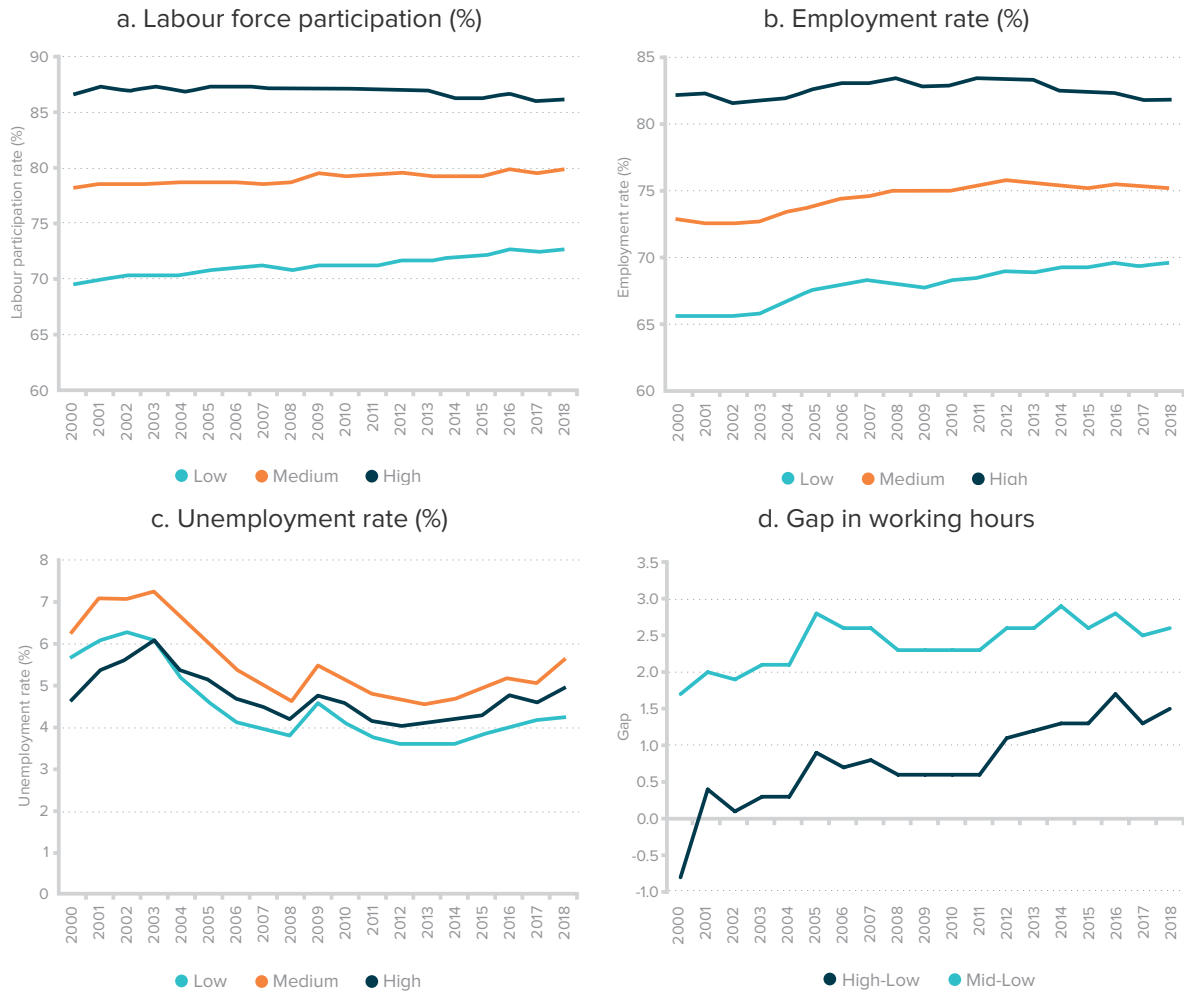 a. Labour force participation (%)
Labour participation rate (%)
90
85
80
75
70
65
60
2000 2001 2002 2003 2004 2005 2006 2007 2008 2009 2010 2011 2012 2013 2014 2015 2016 2017 2018
Low Medium High
b. Employment rate (%)
Employment rate (%)
85
80
75
70
65
60
2000 2001 2002 2003 2004 2005 2006 2007 2008 2009 2010 2011 2012 2013 2014 2015 2016 2017 2018
Low Medium High
c. Unemployment rate (%)
Unemployment rate (%)
8
7
6
5
4
3
2
1
0
2000 2001 2002 2003 2004 2005 2006 2007 2008 2009 2010 2011 2012 2013 2014 2015 2016 2017 2018
Low Medium High
d. Gap in working hours
Gap
3.5
3.0
2.5
2.0
1.5
1.0
0.5
0.0
-0.5
-1.0
2000 2001 2002 2003 2004 2005 2006 2007 2008 2009 2010 2011 2012 2013 2014 2015 2016 2017 2018
High-Low Mid-Low